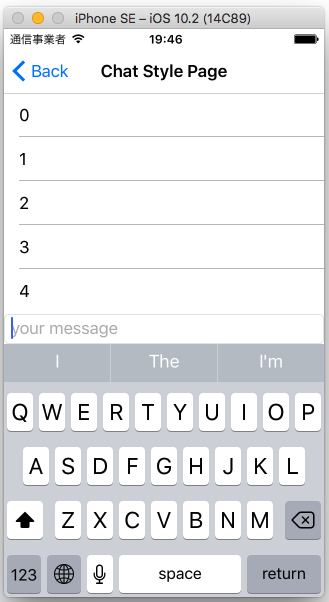 iPhone SE – iOS 10.2 (14C89)
通信事業者 19:46
Back Chat Style Page
0
1
2
3
4
your message
I The I'm
Q W E R T Y U I O P
A S D F G H J K L
Z X C V B N M
123 space return